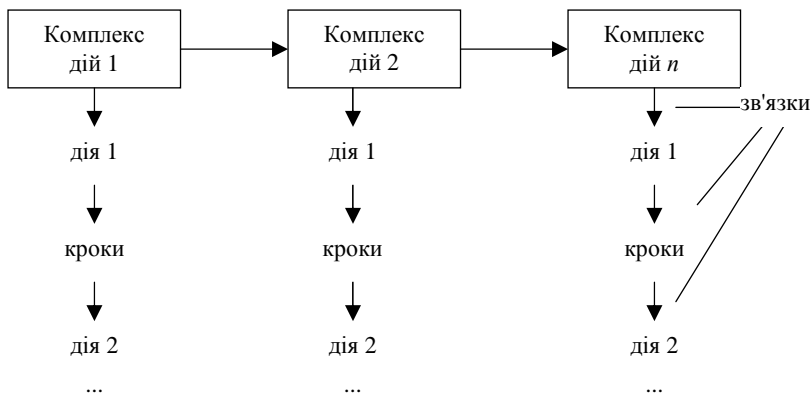 Комплекс
дій 1
Комплекс
дій 2
Комплекс
дій n
зв'язки
дія 1
дія 1
дія 1
кроки
кроки
кроки
дія 2
дія 2
дія 2
...
...
...